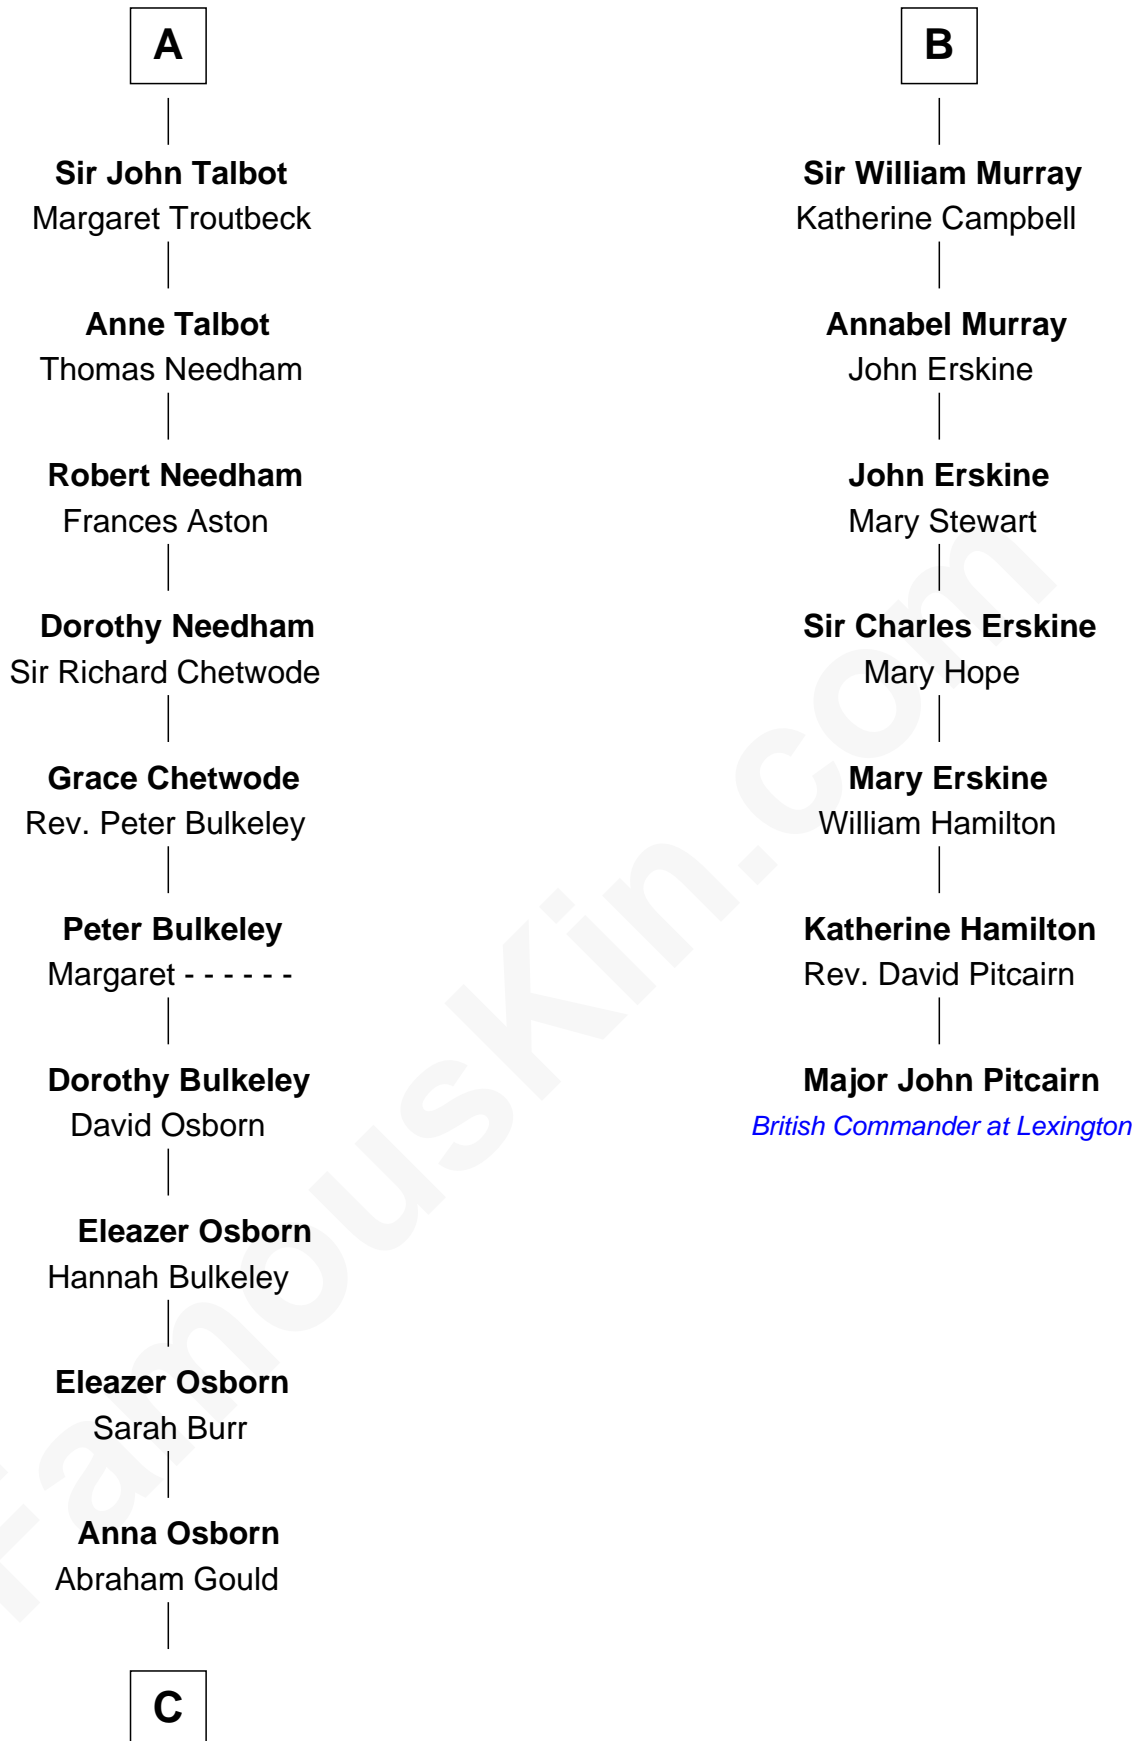 A
Sir John Talbot
Margaret Troutbeck
Anne Talbot
Thomas Needham
Robert Needham
Frances Aston
Dorothy Needham
Sir Richard Chetwode
Grace Chetwode
Rev. Peter Bulkeley
Peter Bulkeley
Margaret - - - - - -
Dorothy Bulkeley
David Osborn
Eleazer Osborn
Hannah Bulkeley
Eleazer Osborn
Sarah Burr
Anna Osborn
Abraham Gould
C
B
Sir William Murray
Katherine Campbell
Annabel Murray
John Erskine
John Erskine
Mary Stewart
Sir Charles Erskine
Mary Hope
Mary Erskine
William Hamilton
Katherine Hamilton
Rev. David Pitcairn
Major John Pitcairn
British Commander at Lexington
FamousKin.com